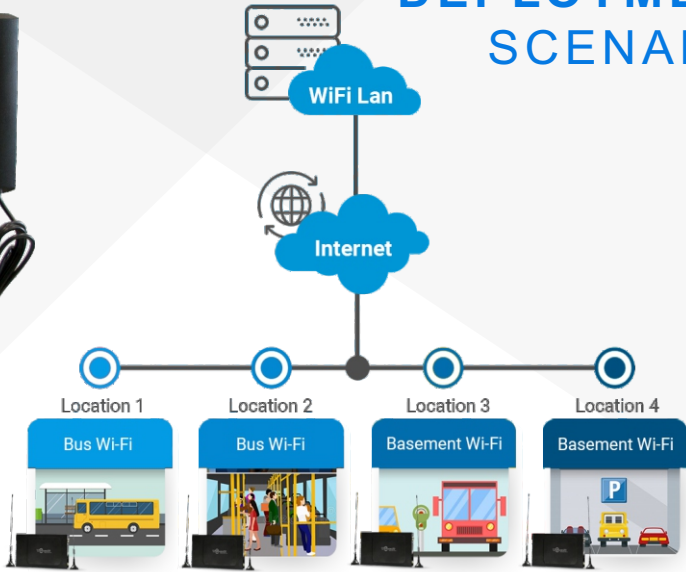 SCENA
WiFi Lan
Internet
Location 1
Location 2
Location 3
Location 4
Bus Wi-Fi
Bus Wi-Fi
Basement Wi-Fi
Basement Wi-Fi
P